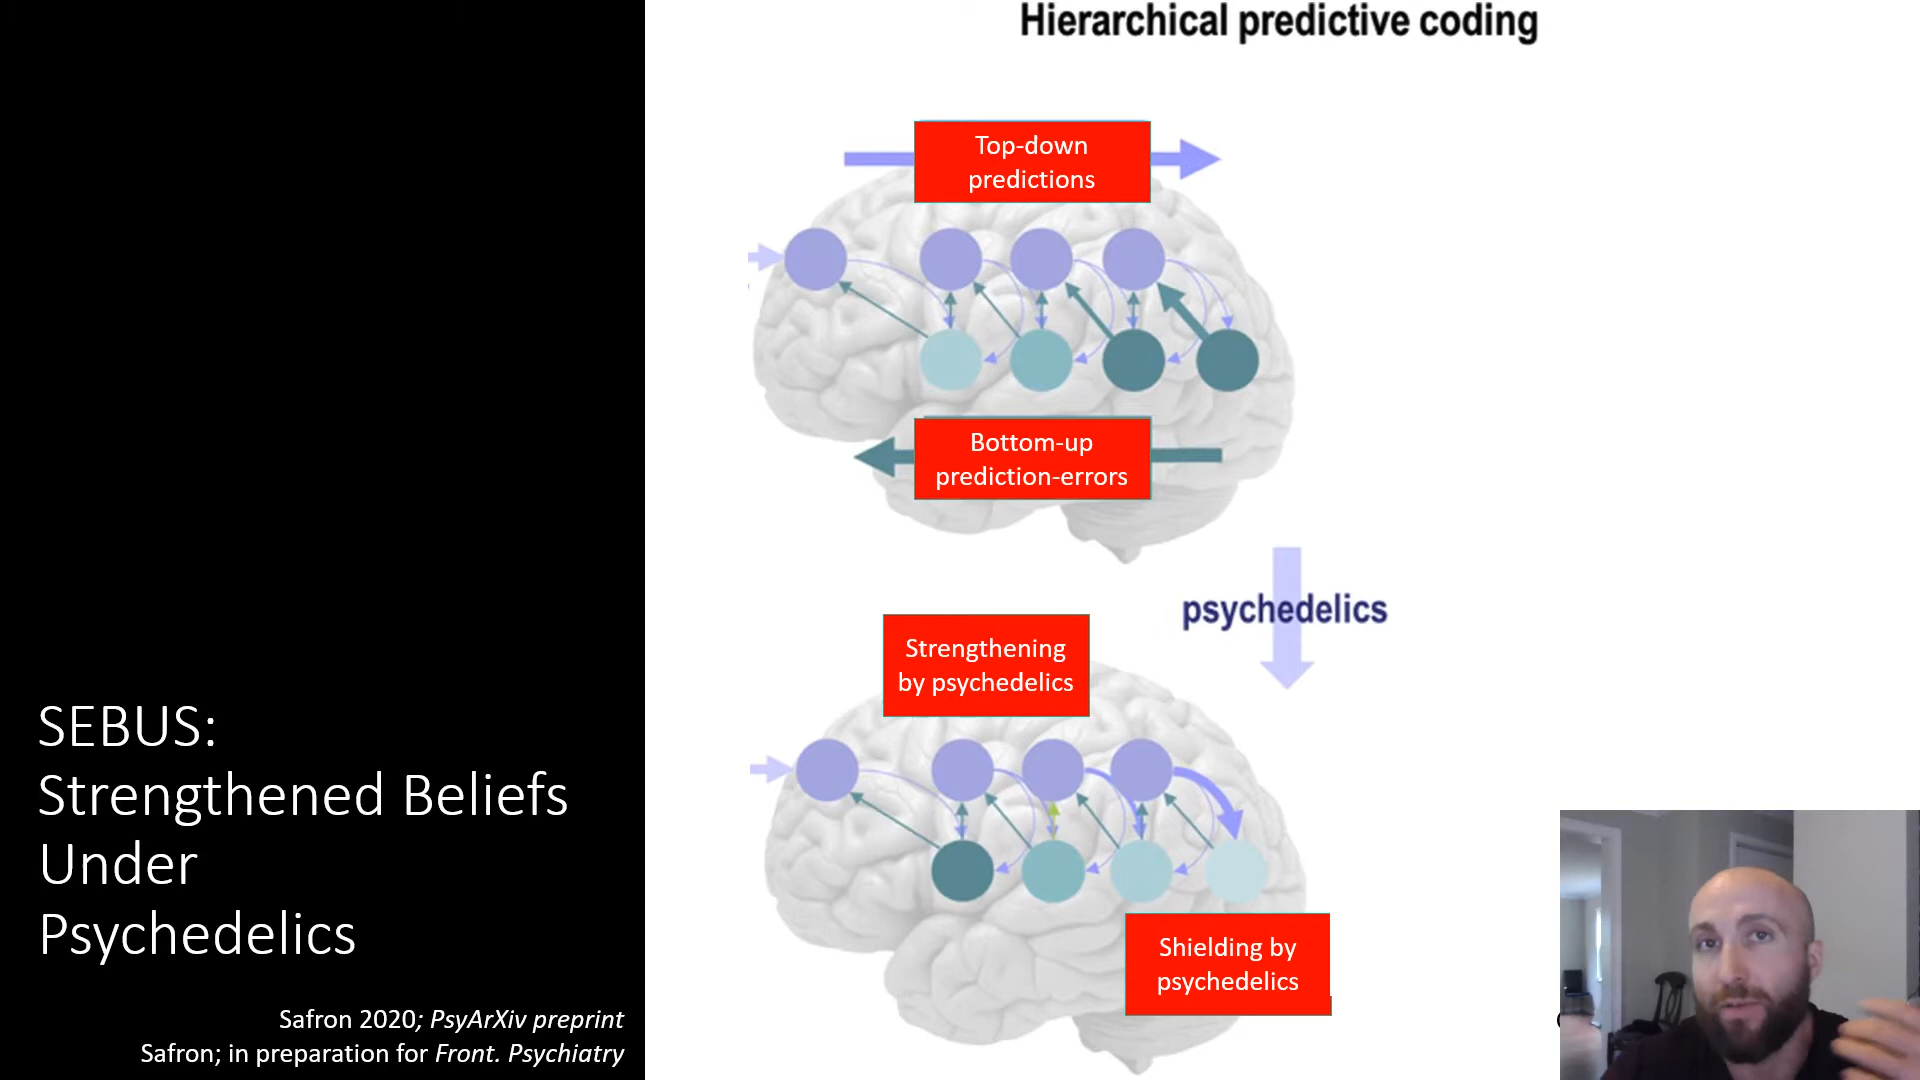 Hierarchical predictive coding
Top-down
predictions
Bottom-up
prediction-errors
psychedelics
Strengthening
by psychedelics
Shielding by
psychedelics
SEBUS:
Strengthened Beliefs
Under
Psychedelics
Safron 2020; PsyArXiv preprint
Safron; in preparation for Front. Psychiatry